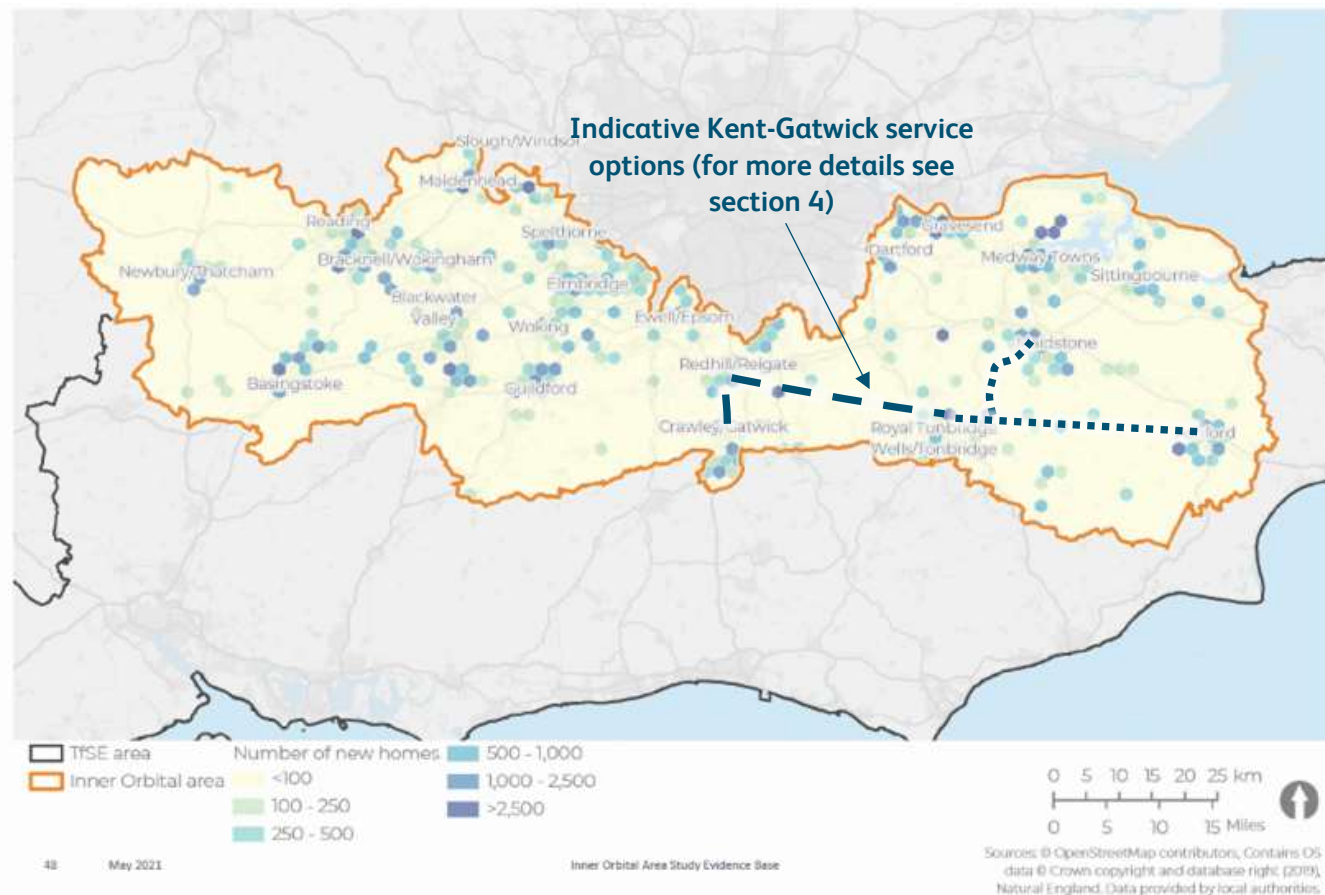 Indicative Kent-Gatwick service
options (for more details see
section 4)
Slough/Windsor
Maidenhead
Reading
Spelthorne
Newbury/Thatcham
Bracknell/Wokingham
Elmbridge
Blackwater
Valley
Woking
Ewell/Epsom
Basingstoke
Guildford
Redhill/Reigate
Crawley/Gatwick
Dartford
Gravesend
Medway Towns
Sittingbourne
Maidstone
Royal Tunbridge
Wells/Tonbridge
TfSE area
Inner Orbital area
Number of new homes
<100
100 - 250
250 - 500
500 - 1,000
1,000 - 2,500
>2,500
0 5 10 15 20 25 km
0 5 10 15 Miles
48 May 2021
Inner Orbital Area Study Evidence Base
Sources: © OpenStreetMap contributors, Contains OS
data © Crown copyright and database right (2019),
Natural England. Data provided by local authorities.